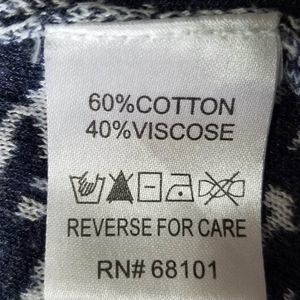 60%COTTON
40%VISCOSE
REVERSE FOR CARE
RN# 68101